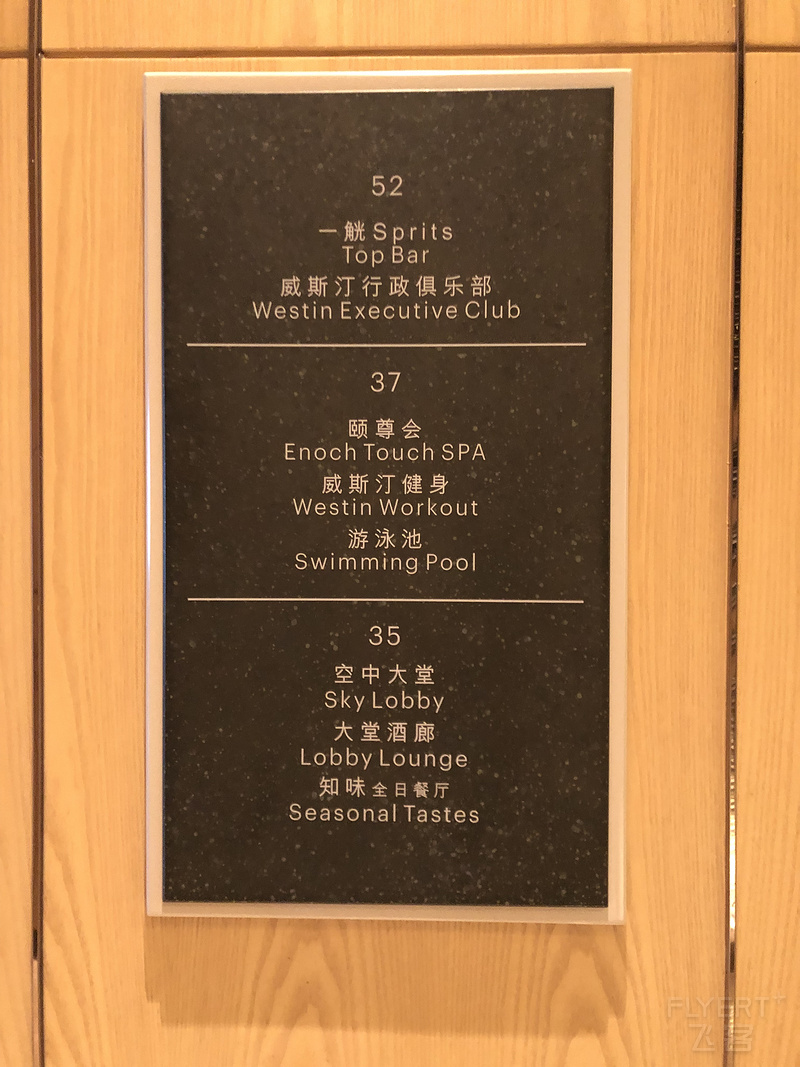 52
一觥 Sprits
Top Bar
威斯汀行政俱乐部
Westin Executive Club
37
颐尊会
Enoch Touch SPA
威斯汀健身
Westin Workout
游泳池
Swimming Pool
35
空中大堂
Sky Lobby
大堂酒廊
Lobby Lounge
知味 全日餐厅
Seasonal Tastes
FLYERT
飞客